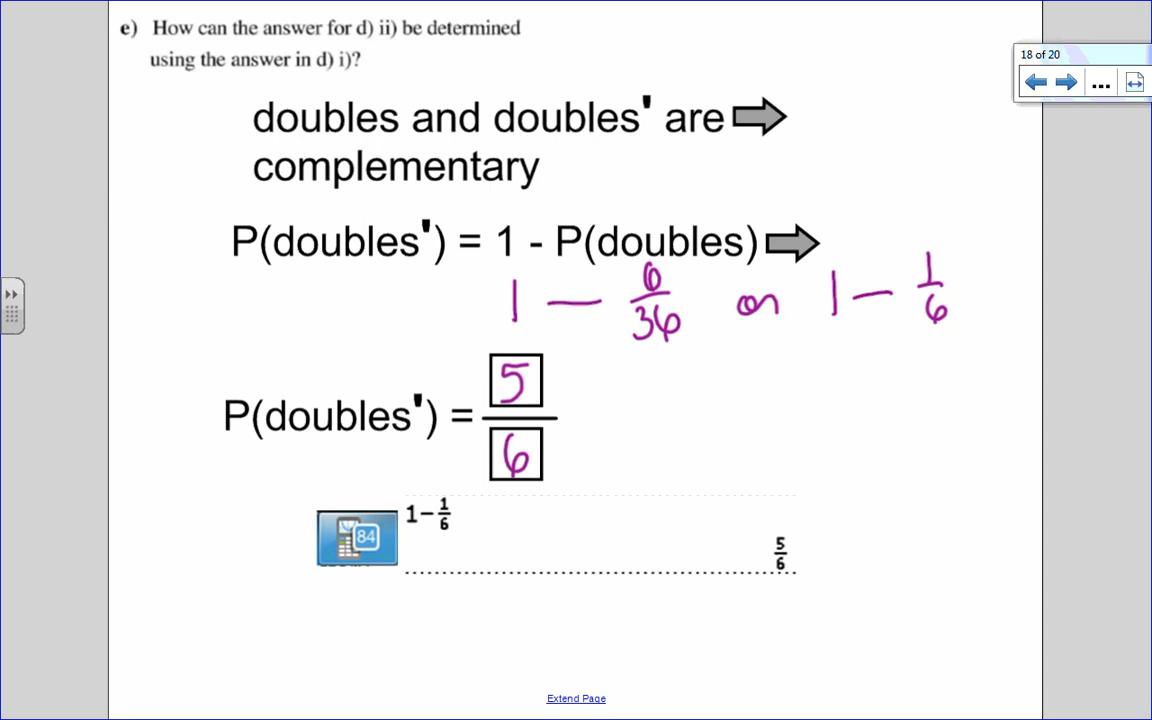 e) How can the answer for d) ii) be determined
using the answer in d) i)?
18 of 20
doubles and doubles' are
complementary
P(doubles') = 1 - P(doubles)
1 — 6/36 or 1 — 1/6
P(doubles') = 5/6
84
1-1/6
5/6
Extend Page